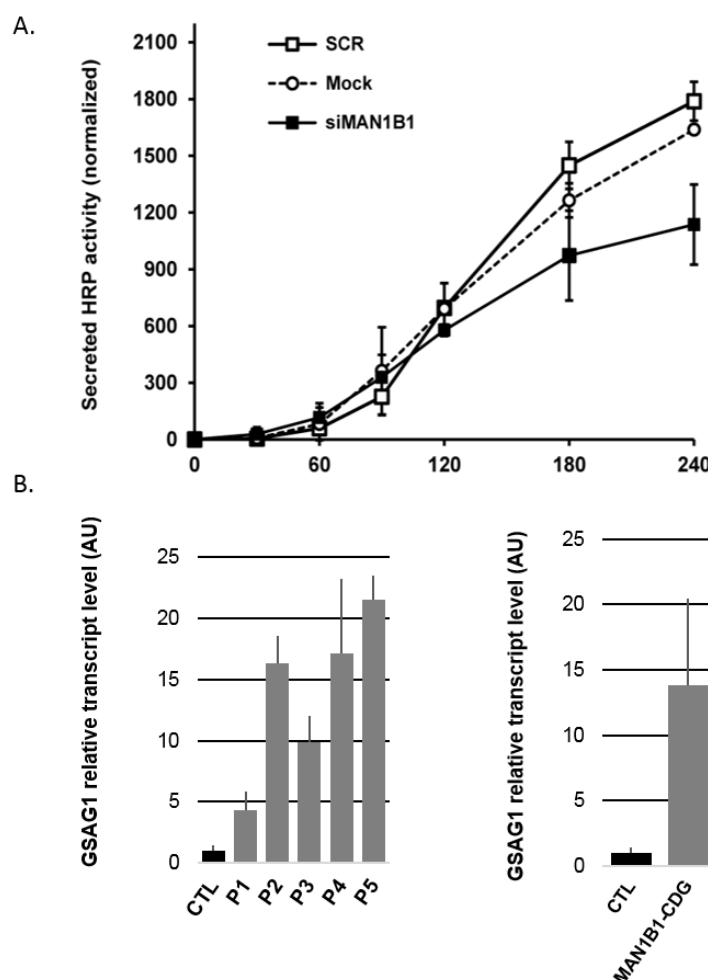 A.
Secreted HRP activity (normalized)
2100
1800
1500
1200
900
600
300
0
SCR
Mock
siMAN1B1
0 60 120 180 240
B.
GSAG1 relative transcript level (AU)
25
20
15
10
5
0
CTL P1 P2 P3 P4 P5
GSAG1 relative transcript level (AU)
25
20
15
10
5
0
CTL MAN1B1-CDG